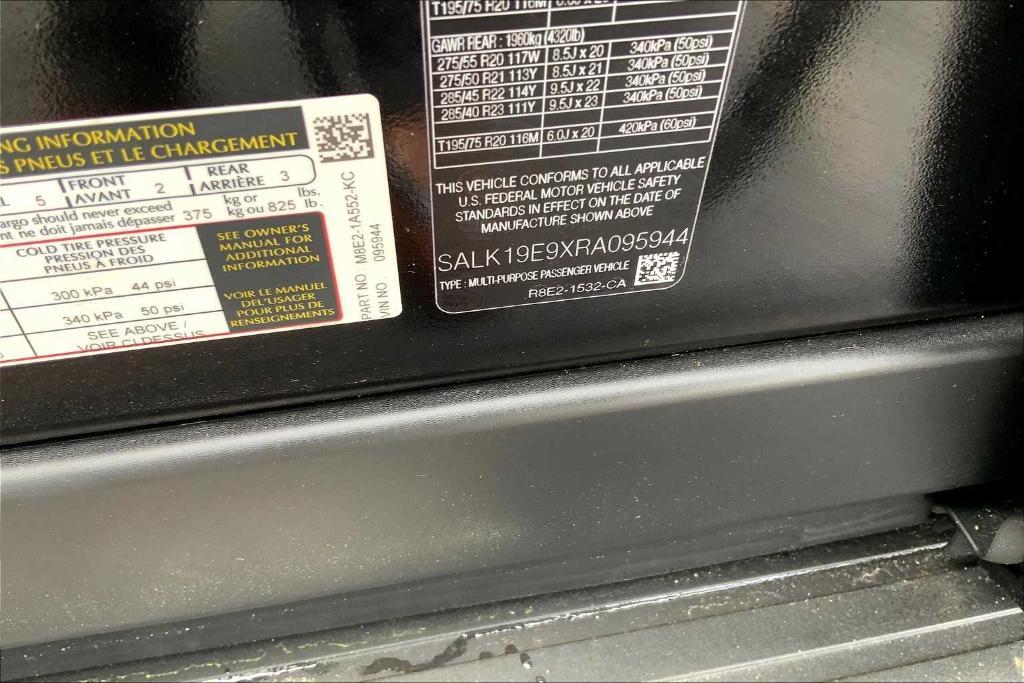 NG INFORMATION
S PNEUS ET LE CHARGEMENT
L 5 FRONT AVANT 2 REAR ARRIÈRE 3
argo should never exceed 375 kg or 825 lbs.
nt ne doit jamais dépasser kg ou lb.
COLD TIRE PRESSURE
PRESSION DES
PNEUS À FROID
300 kPa 44 psi
340 kPa 50 psi
SEE ABOVE /
VOIR CI DESSUS
SEE OWNER'S
MANUAL FOR
ADDITIONAL
INFORMATION
VOIR LE MANUEL
DE L'USAGER
POUR PLUS DE
RENSEIGNEMENTS
PART NO M8E2-1A552-KC
VIN NO. 095944
T195/75 R20 116M
GAWR REAR : 1960kg (4320lb)
275/55 R20 117W 8.5J x 20 340kPa (50psi)
275/50 R21 113Y 8.5J x 21 340kPa (50psi)
285/45 R22 114Y 9.5J x 22 340kPa (50psi)
285/40 R23 111Y 9.5J x 23 340kPa (50psi)
T195/75 R20 116M 6.0J x 20 420kPa (60psi)
THIS VEHICLE CONFORMS TO ALL APPLICABLE
U.S. FEDERAL MOTOR VEHICLE SAFETY
STANDARDS IN EFFECT ON THE DATE OF
MANUFACTURE SHOWN ABOVE
SALK19E9XRA095944
TYPE : MULTI-PURPOSE PASSENGER VEHICLE
R8E2-1532-CA